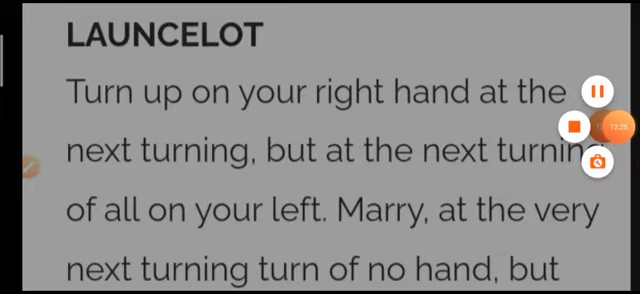 LAUNCELOT
Turn up on your right hand at the
next turning, but at the next turning
of all on your left. Marry, at the very
next turning turn of no hand, but